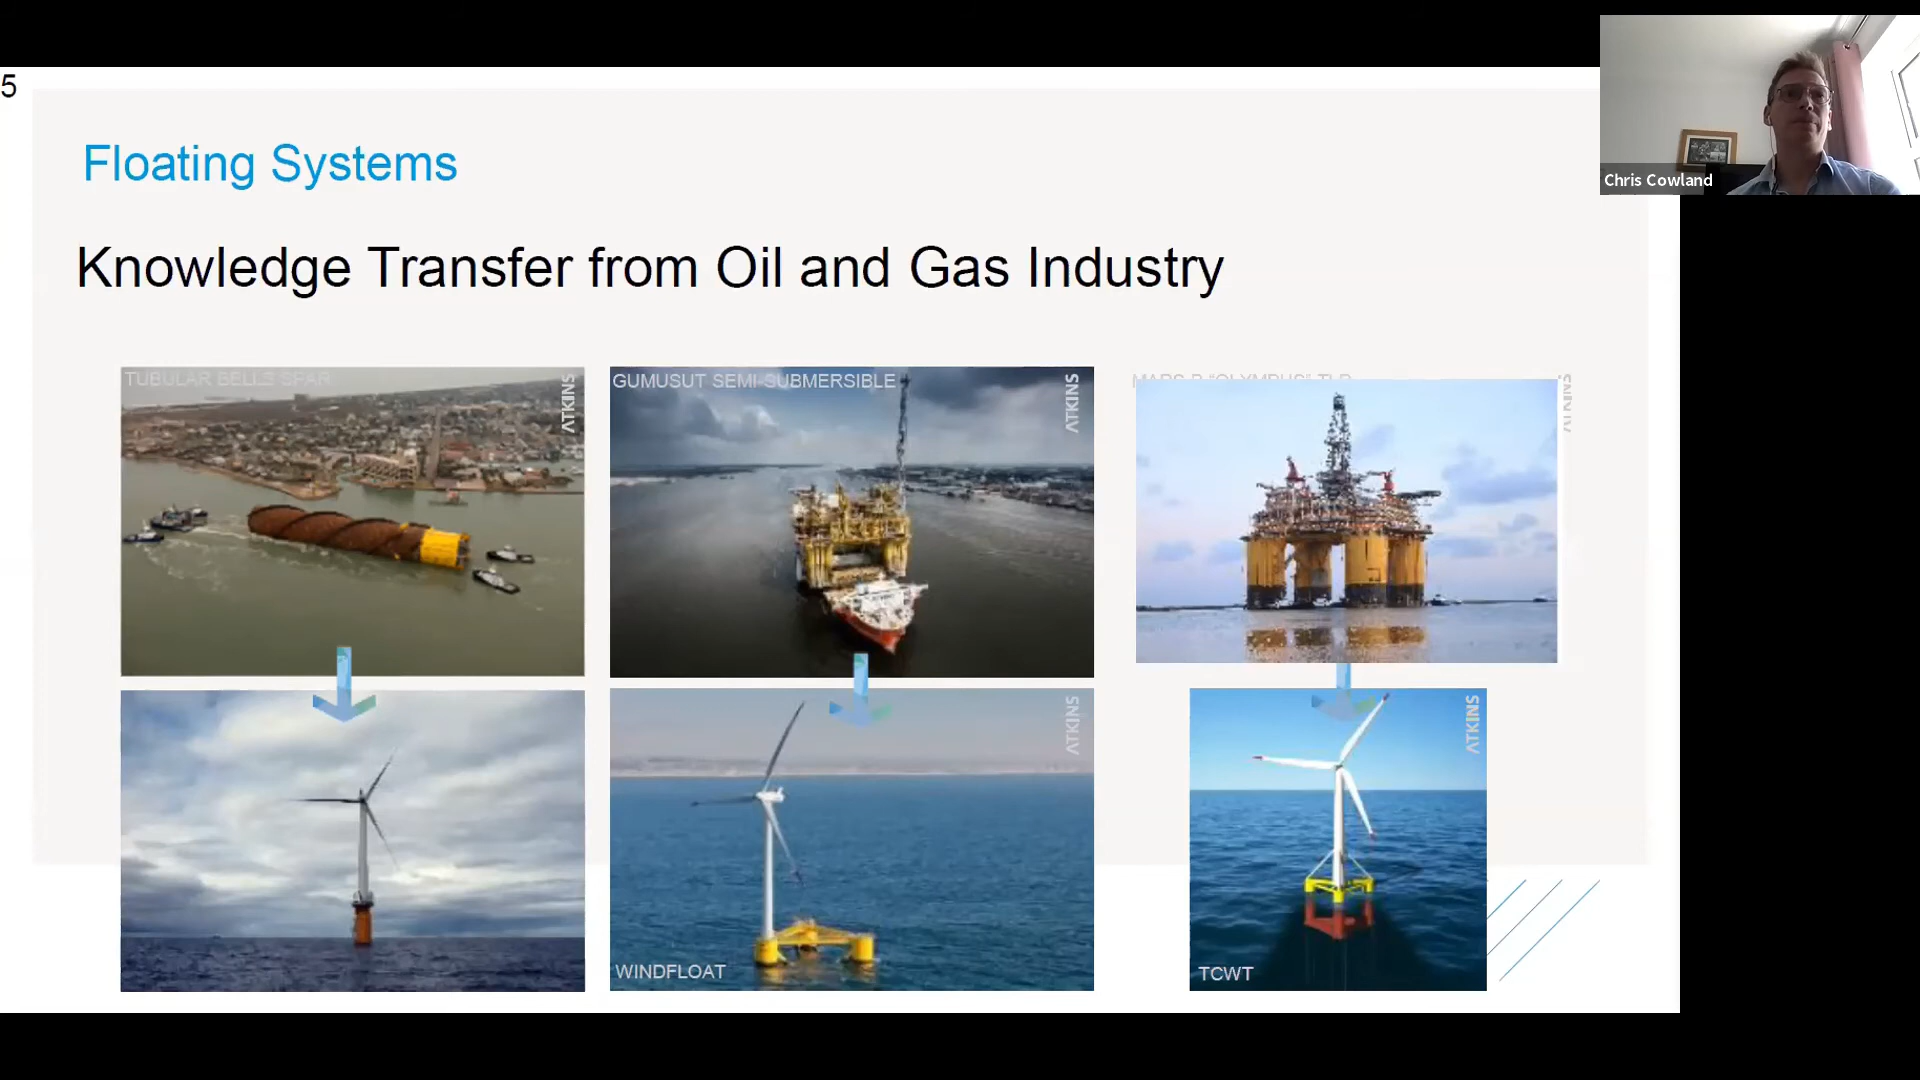 5
Chris Cowland
Floating Systems
Knowledge Transfer from Oil and Gas Industry
TUBULAR BELLS SPAR
ATKINS
GUMUSUT SEMI-SUBMERSIBLE
ATKINS
MARS B "OLYMPUS" TLP
ATKINS
WINDFLOAT
ATKINS
TCWT
ATKINS